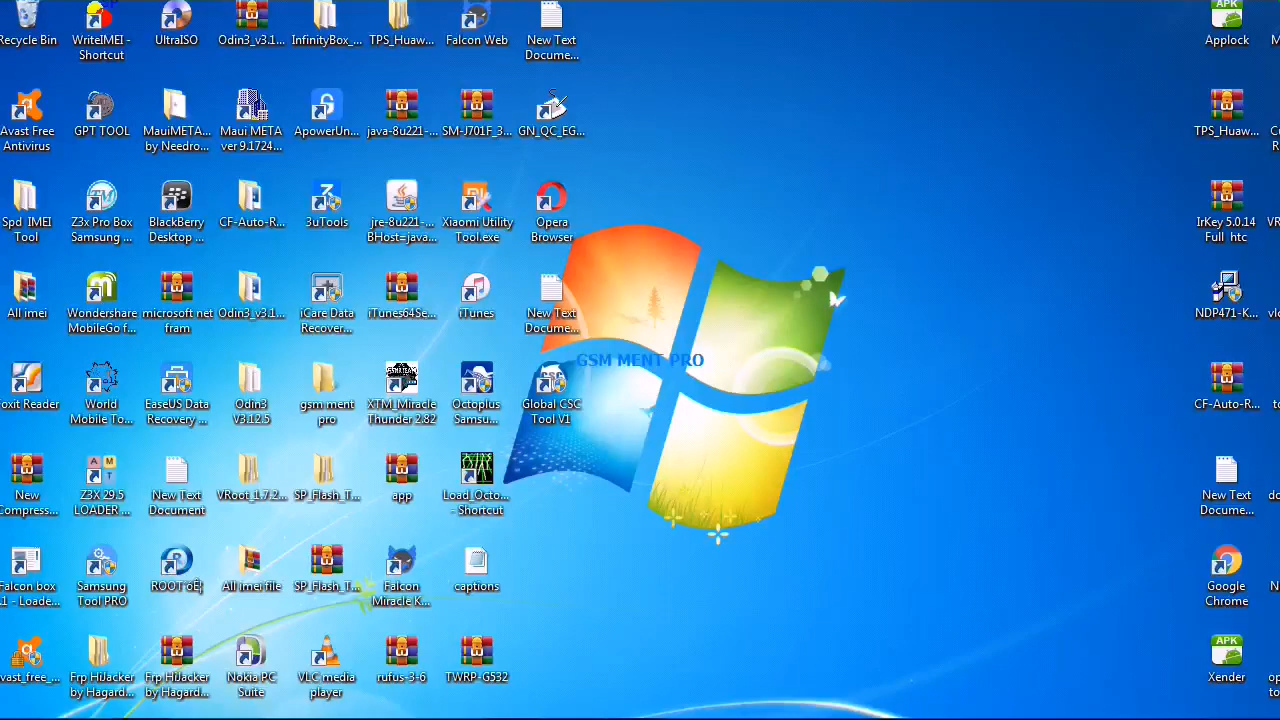 Recycle Bin
WriteIMEI -
Shortcut
UltraISO
Odin3_v3.1...
InfinityBox_...
TPS_Huaw...
Falcon Web
New Text
Docume...
APK
Applock
Avast Free
Antivirus
GPT TOOL
MauiMETA...
by Needro...
Maui META
ver 9.1724...
ApowerUn...
java-8u221-...
SM-J701F_3...
GN_QC_EG...
TPS_Huaw...
Spd IMEI
Tool
Z3x Pro Box
Samsung ...
BlackBerry
Desktop ...
CF-Auto-R...
3uTools
jre-8u221-...
BHost=java...
Xiaomi Utility
Tool.exe
Opera
Browser
IrKey 5.0.14
Full htc
All imei
Wondershare
MobileGo f...
microsoft net
fram
Odin3_v3.1...
iCare Data
Recover...
iTunes64Se...
iTunes
New Text
Docume...
NDP471-K...
GSM MENT PRO
oxit Reader
World
Mobile To...
EaseUS Data
Recovery ...
Odin3
V3.12.5
gsm ment
pro
XTM_Miracle
Thunder 2.82
Octoplus
Samsu...
CSC
Global CSC
Tool V1
CF-Auto-R...
New
Compress...
Z3X 29.5
LOADER ...
New Text
Document
VRoot_1.7.2...
SP_Flash_T...
app
Load_Octo...
- Shortcut
New Text
Docume...
Falcon box
.1 - Loade...
Samsung
Tool PRO
All imei file
SP_Flash_T...
Falcon
Miracle K...
captions
Google
Chrome
vast_free_...
Frp HiJacker
by Hagard...
Frp HiJacker
by Hagard...
Nokia PC
Suite
VLC media
player
rufus-3-6
TWRP-G532
APK
Xender